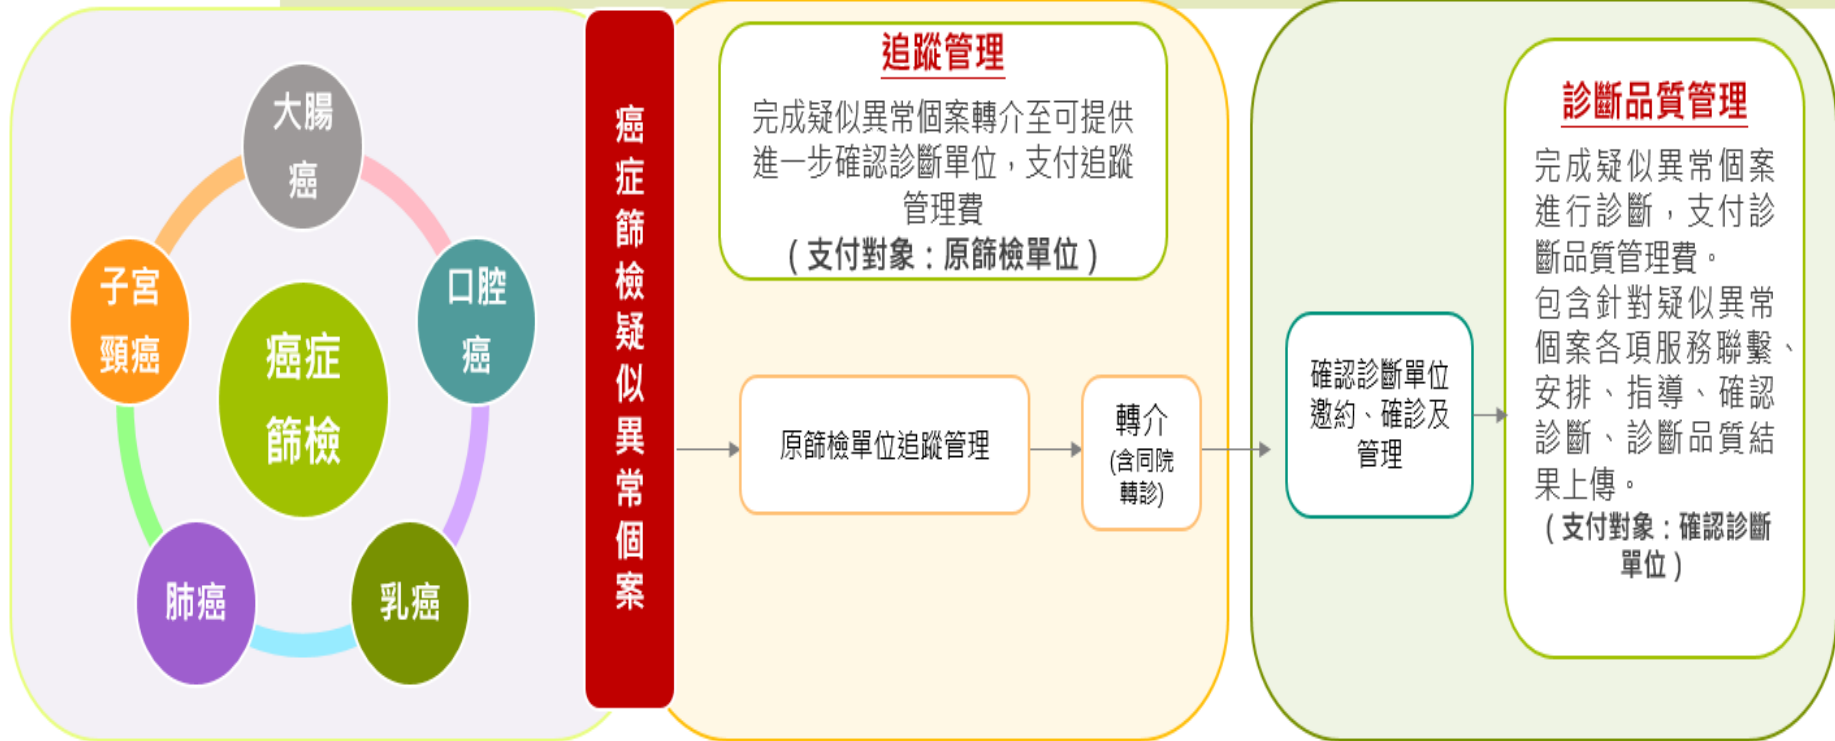 大腸
癌
子宮
頸癌
口腔
癌
癌症
篩檢
肺癌
乳癌
癌症篩檢疑似異常個案
追蹤管理
完成疑似異常個案轉介至可提供
進一步確認診斷單位，支付追蹤
管理費
(支付對象：原篩檢單位)
原篩檢單位追蹤管理
轉介
(含同院
轉診)
確認診斷單位
邀約、確診及
管理
診斷品質管理
完成疑似異常個案
進行診斷，支付診
斷品質管理費。
包含針對疑似異常
個案各項服務聯繫、
安排、指導、確認
診斷、診斷品質結
果上傳。
(支付對象：確認診斷
單位)